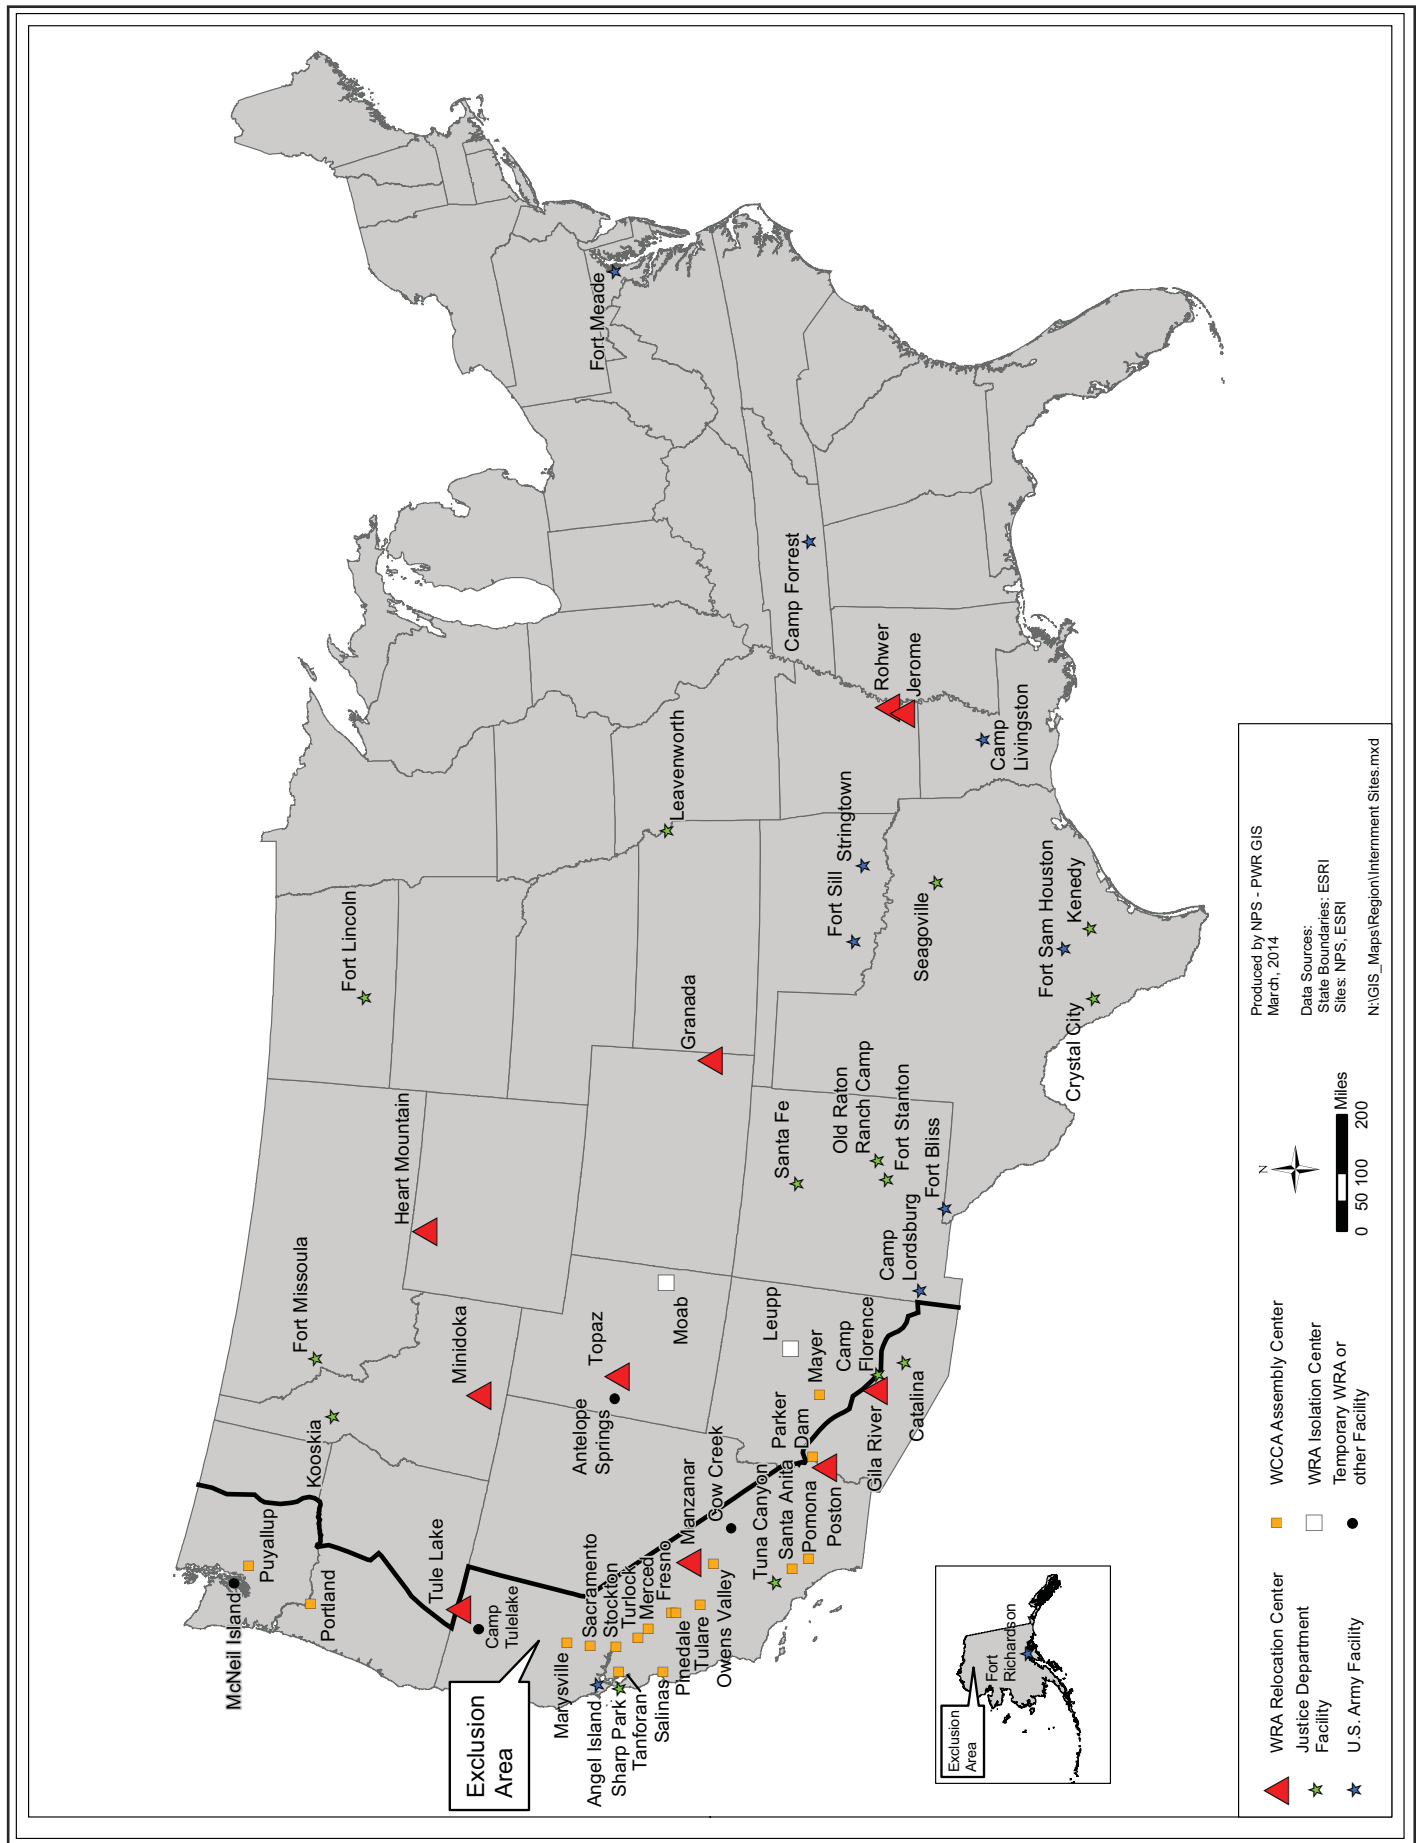 McNeil Island
Puyallup
Portland
Kooskia
Fort Missoula
Fort Lincoln
Heart Mountain
Minidoka
Tule Lake
Camp
Tulelake
Exclusion
Area
Marysville
Sacramento
Stockton
Turlock
Merced
Fresno
Angel Island
Sharp Park
Tanforan
Salinas
Pinedale
Tulare
Owens Valley
Manzanar
Cow Creek
Tuna Canyon
Santa Anita
Pomona
Poston
Parker
Dam
Antelope
Springs
Topaz
Moab
Leupp
Mayer
Camp
Florence
Gila River
Catalina
Granada
Santa Fe
Old Raton
Ranch Camp
Fort Stanton
Fort Bliss
Camp
Lordsburg
Leavenworth
Fort Sill
Stringtown
Seagoville
Fort Sam Houston
Kenedy
Crystal City
Rohwer
Jerome
Camp
Livingston
Camp Forrest
Fort Meade
Exclusion
Area
Fort
Richardson
WRA Relocation Center
Justice Department
Facility
U.S. Army Facility
WCCA Assembly Center
WRA Isolation Center
Temporary WRA or
other Facility
N
Miles
0 50 100 200
Produced by NPS - PWR GIS
March, 2014
Data Sources:
State Boundaries: ESRI
Sites: NPS, ESRI
N:\GIS_Maps\Region\Internment Sites.mxd